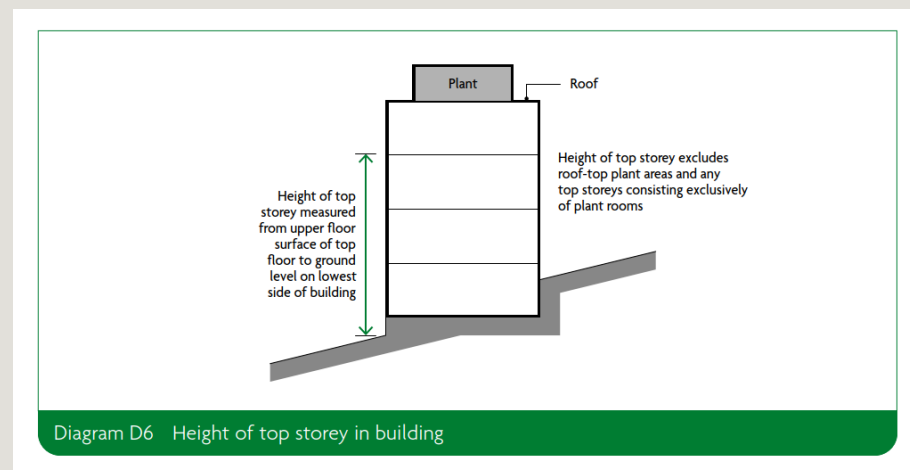 Plant
Roof
Height of top storey excludes
roof-top plant areas and any
top storeys consisting exclusively
of plant rooms
Height of top
storey measured
from upper floor
surface of top
floor to ground
level on lowest
side of building
Diagram D6 Height of top storey in building